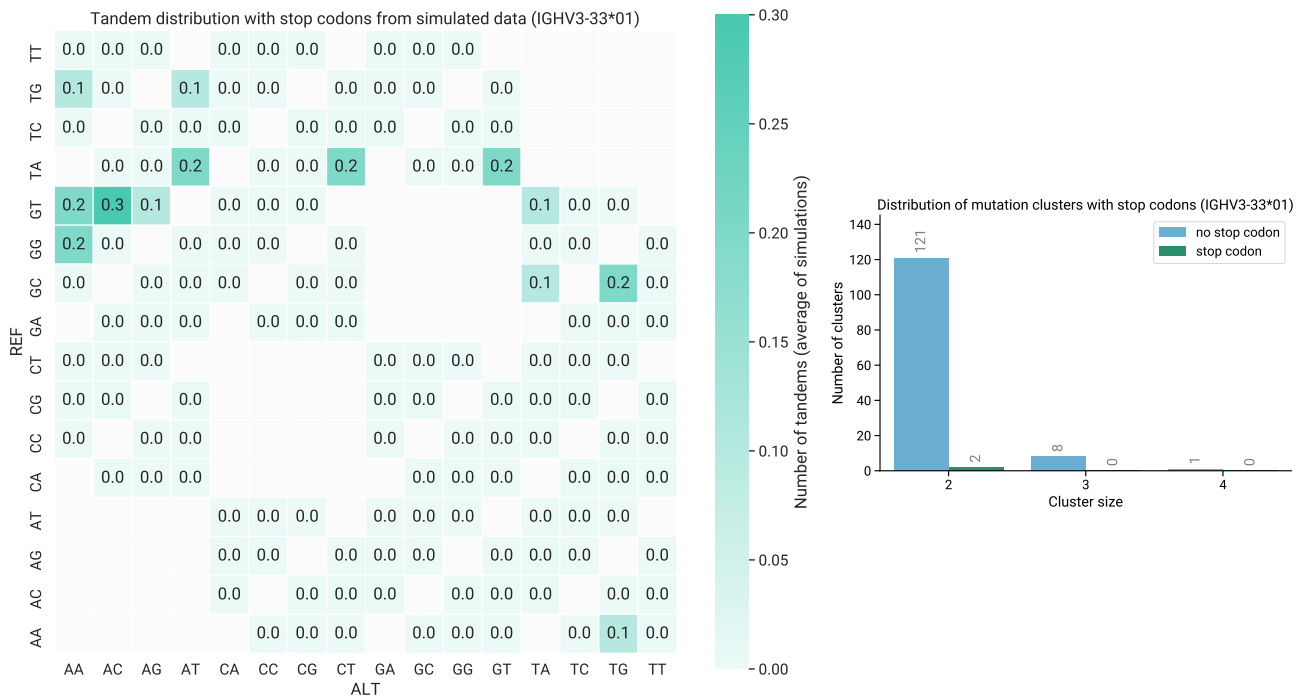 Tandem distribution with stop codons from simulated data (IGHV3-33*01)
TT 0.0 0.0 0.0 0.0 0.0 0.0 0.0 0.0 0.0
TG 0.1 0.0 0.1 0.0 0.0 0.0 0.0 0.0 0.0
TC 0.0 0.0 0.0 0.0 0.0 0.0 0.0 0.0 0.0
TA 0.0 0.0 0.2 0.0 0.0 0.2 0.0 0.0 0.2
GT 0.2 0.3 0.1 0.0 0.0 0.0 0.1 0.0 0.0
GG 0.2 0.0 0.0 0.0 0.0 0.0 0.0 0.0 0.0
GC 0.0 0.0 0.0 0.0 0.0 0.0 0.1 0.2 0.0
GA 0.0 0.0 0.0 0.0 0.0 0.0 0.0 0.0 0.0
CT 0.0 0.0 0.0 0.0 0.0 0.0 0.0 0.0 0.0
CG 0.0 0.0 0.0 0.0 0.0 0.0 0.0 0.0 0.0
CC 0.0 0.0 0.0 0.0 0.0 0.0 0.0 0.0 0.0
CA 0.0 0.0 0.0 0.0 0.0 0.0 0.0 0.0 0.0
AT 0.0 0.0 0.0 0.0 0.0 0.0 0.0 0.0 0.0
AG 0.0 0.0 0.0 0.0 0.0 0.0 0.0 0.0
AC 0.0 0.0 0.0 0.0 0.0 0.0 0.0 0.0 0.0
AA 0.0 0.0 0.0 0.0 0.0 0.0 0.0 0.1 0.0
REF
AA AC AG AT CA CC CG CT GA GC GG GT TA TC TG TT
ALT
0.30
0.25
0.20
0.15
0.10
0.05
0.00
Number of tandems (average of simulations)
Distribution of mutation clusters with stop codons (IGHV3-33*01)
no stop codon
stop codon
140
120
100
80
60
40
20
0
Number of clusters
121
2
8
0
1
0
2 3 4
Cluster size